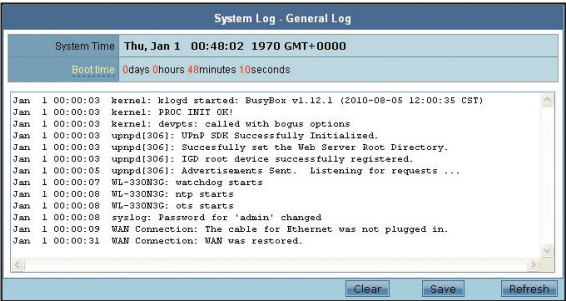 System Log - General Log
System Time Thu, Jan 1 00:48:02 1970 GMT+0000
Boot time 0days 0hours 48minutes 10seconds
Jan 1 00:00:03 kernel: klogd started: BusyBox v1.12.1 (2010-08-05 12:00:35 CST)
Jan 1 00:00:03 kernel: PROC INIT OK!
Jan 1 00:00:03 kernel: devpts: called with bogus options
Jan 1 00:00:03 upnpd[306]: UPnP SDK Successfully Initialized.
Jan 1 00:00:03 upnpd[306]: Succesfully set the Web Server Root Directory.
Jan 1 00:00:03 upnpd[306]: IGD root device successfully registered.
Jan 1 00:00:05 upnpd[306]: Advertisements Sent. Listening for requests ...
Jan 1 00:00:07 WL-330N3G: watchdog starts
Jan 1 00:00:08 WL-330N3G: ntp starts
Jan 1 00:00:08 WL-330N3G: ots starts
Jan 1 00:00:08 syslog: Password for 'admin' changed
Jan 1 00:00:09 WAN Connection: The cable for Ethernet was not plugged in.
Jan 1 00:00:31 WAN Connection: WAN was restored.
Clear Save Refresh